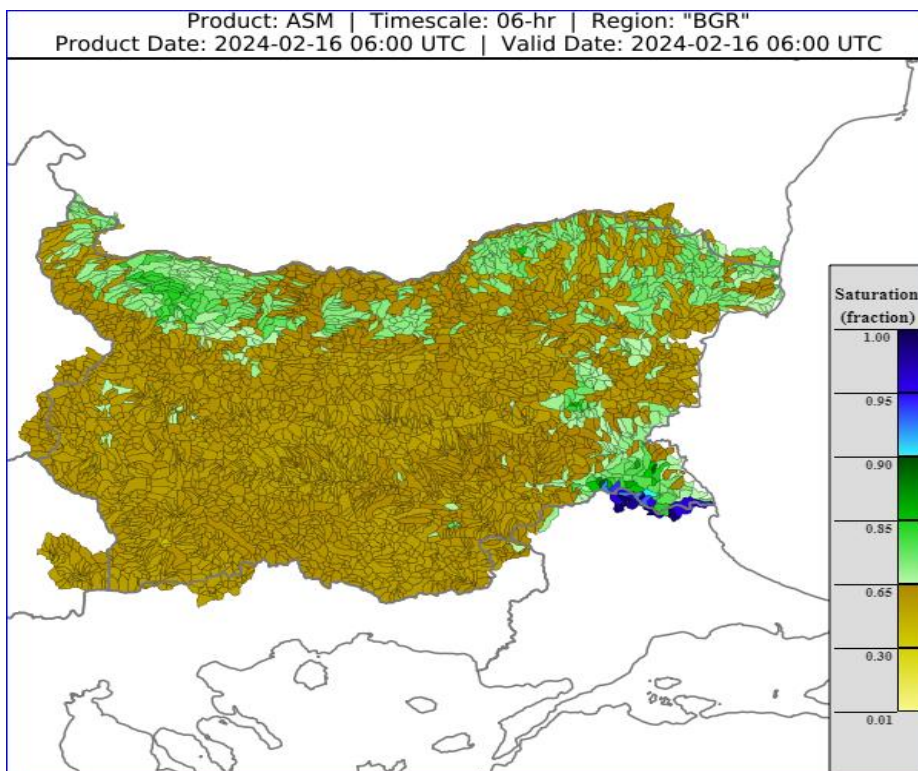 Product: ASM | Timescale: 06-hr | Region: "BGR"
Product Date: 2024-02-16 06:00 UTC | Valid Date: 2024-02-16 06:00 UTC
Saturation
(fraction)
1.00
0.95
0.90
0.85
0.65
0.30
0.01